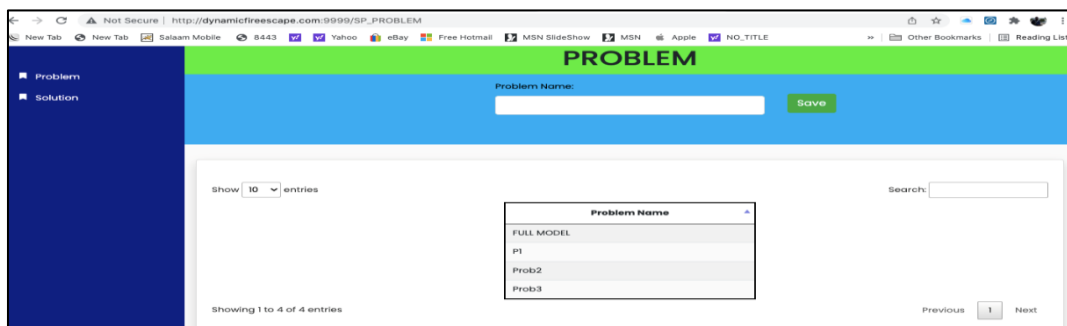 Not Secure | http://dynamicfireescape.com:9999/SP_PROBLEM
New Tab New Tab Salaam Mobile 8443 Yahoo eBay Free Hotmail MSN SlideShow MSN Apple NO_TITLE » Other Bookmarks Reading List
PROBLEM
Problem
Solution
Problem Name:
Save
Show 10 entries
Search:
Problem Name
FULL MODEL
P1
Prob2
Prob3
Showing 1 to 4 of 4 entries
Previous 1 Next